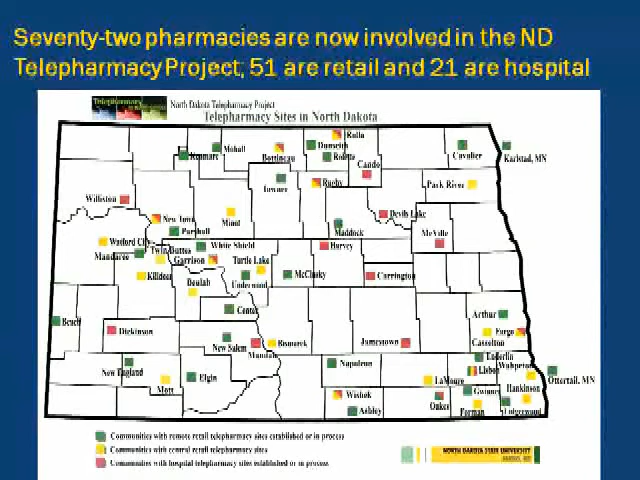 Seventy-two pharmacies are now involved in the ND
Telepharmacy Project; 51 are retail and 21 are hospital
Telepharmacy
North Dakota Telepharmacy Project
Telepharmacy Sites in North Dakota
Rolla
Mohall
Dunseith
Kenmare
Bottineau
Rolette
Cando
Cavalier
Karlstad, MN
Towner
Rugby
Park River
Williston
New Town
Minot
Devils Lake
Parshall
Maddock
McVille
Watford City
Twin Buttes
White Shield
Harvey
Mandaree
Garrison
Turtle Lake
Killdeer
McClusky
Carrington
Beulah
Underwood
Center
Arthur
Beach
Dickinson
Fargo
New Salem
Bismarck
Jamestown
Casselton
Mandan
Enderlin
New England
Napoleon
Lisbon
Wahpeton
Mott
Elgin
LaMoure
Gwinner
Hankinson
Ottertail, MN
Wishek
Oakes
Ashley
Forman
Lidgerwood
Communities with remote retail telepharmacy sites established or in process
Communities with central retail telepharmacy sites
Communities with hospital telepharmacy sites established or in process
NORTH DAKOTA STATE UNIVERSITY
FARGO, ND